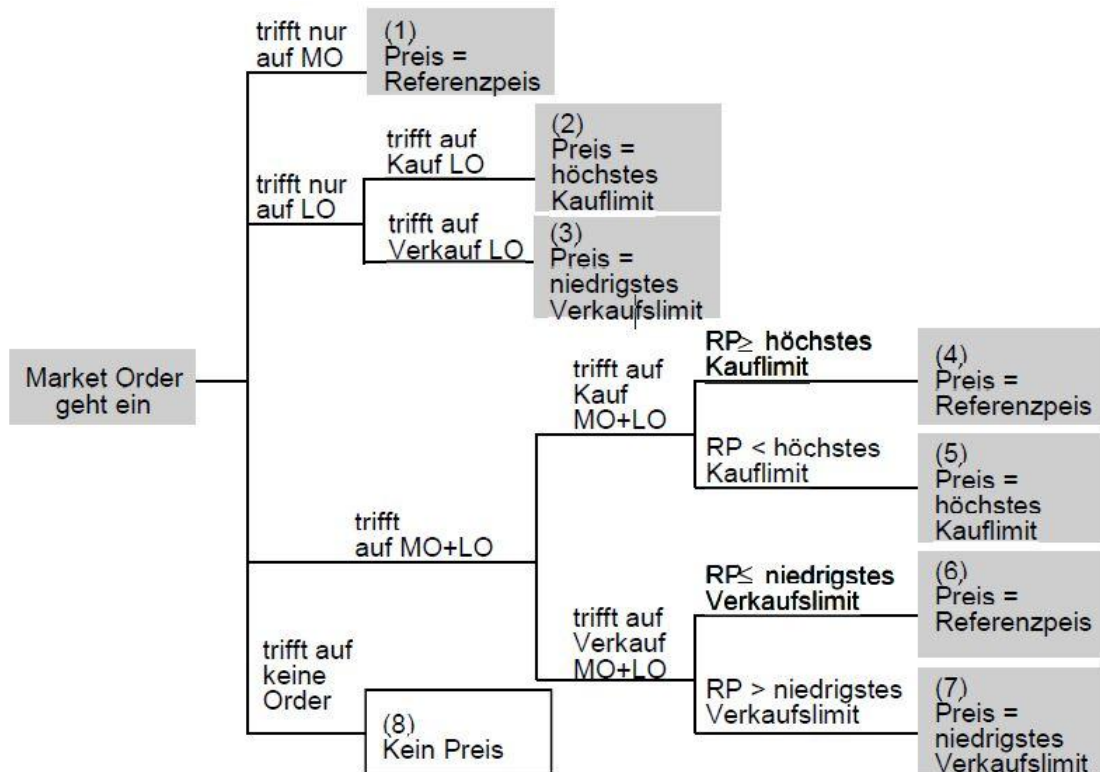 trifft nur
auf MO
(1)
Preis =
Referenzpeis
trifft nur
auf LO
trifft auf
Kauf LO
(2)
Preis =
höchstes
Kauflimit
trifft auf
Verkauf LO
(3)
Preis =
niedrigstes
Verkaufslimit
Market Order
geht ein
trifft
auf MO+LO
trifft auf
Kauf
MO+LO
RP≥ höchstes
Kauflimit
(4)
Preis =
Referenzpeis
RP < höchstes
Kauflimit
(5)
Preis =
höchstes
Kauflimit
trifft auf
Verkauf
MO+LO
RP≤ niedrigstes
Verkaufslimit
(6)
Preis =
Referenzpeis
RP > niedrigstes
Verkaufslimit
(7)
Preis =
niedrigstes
Verkaufslimit
trifft auf
keine
Order
(8)
Kein Preis